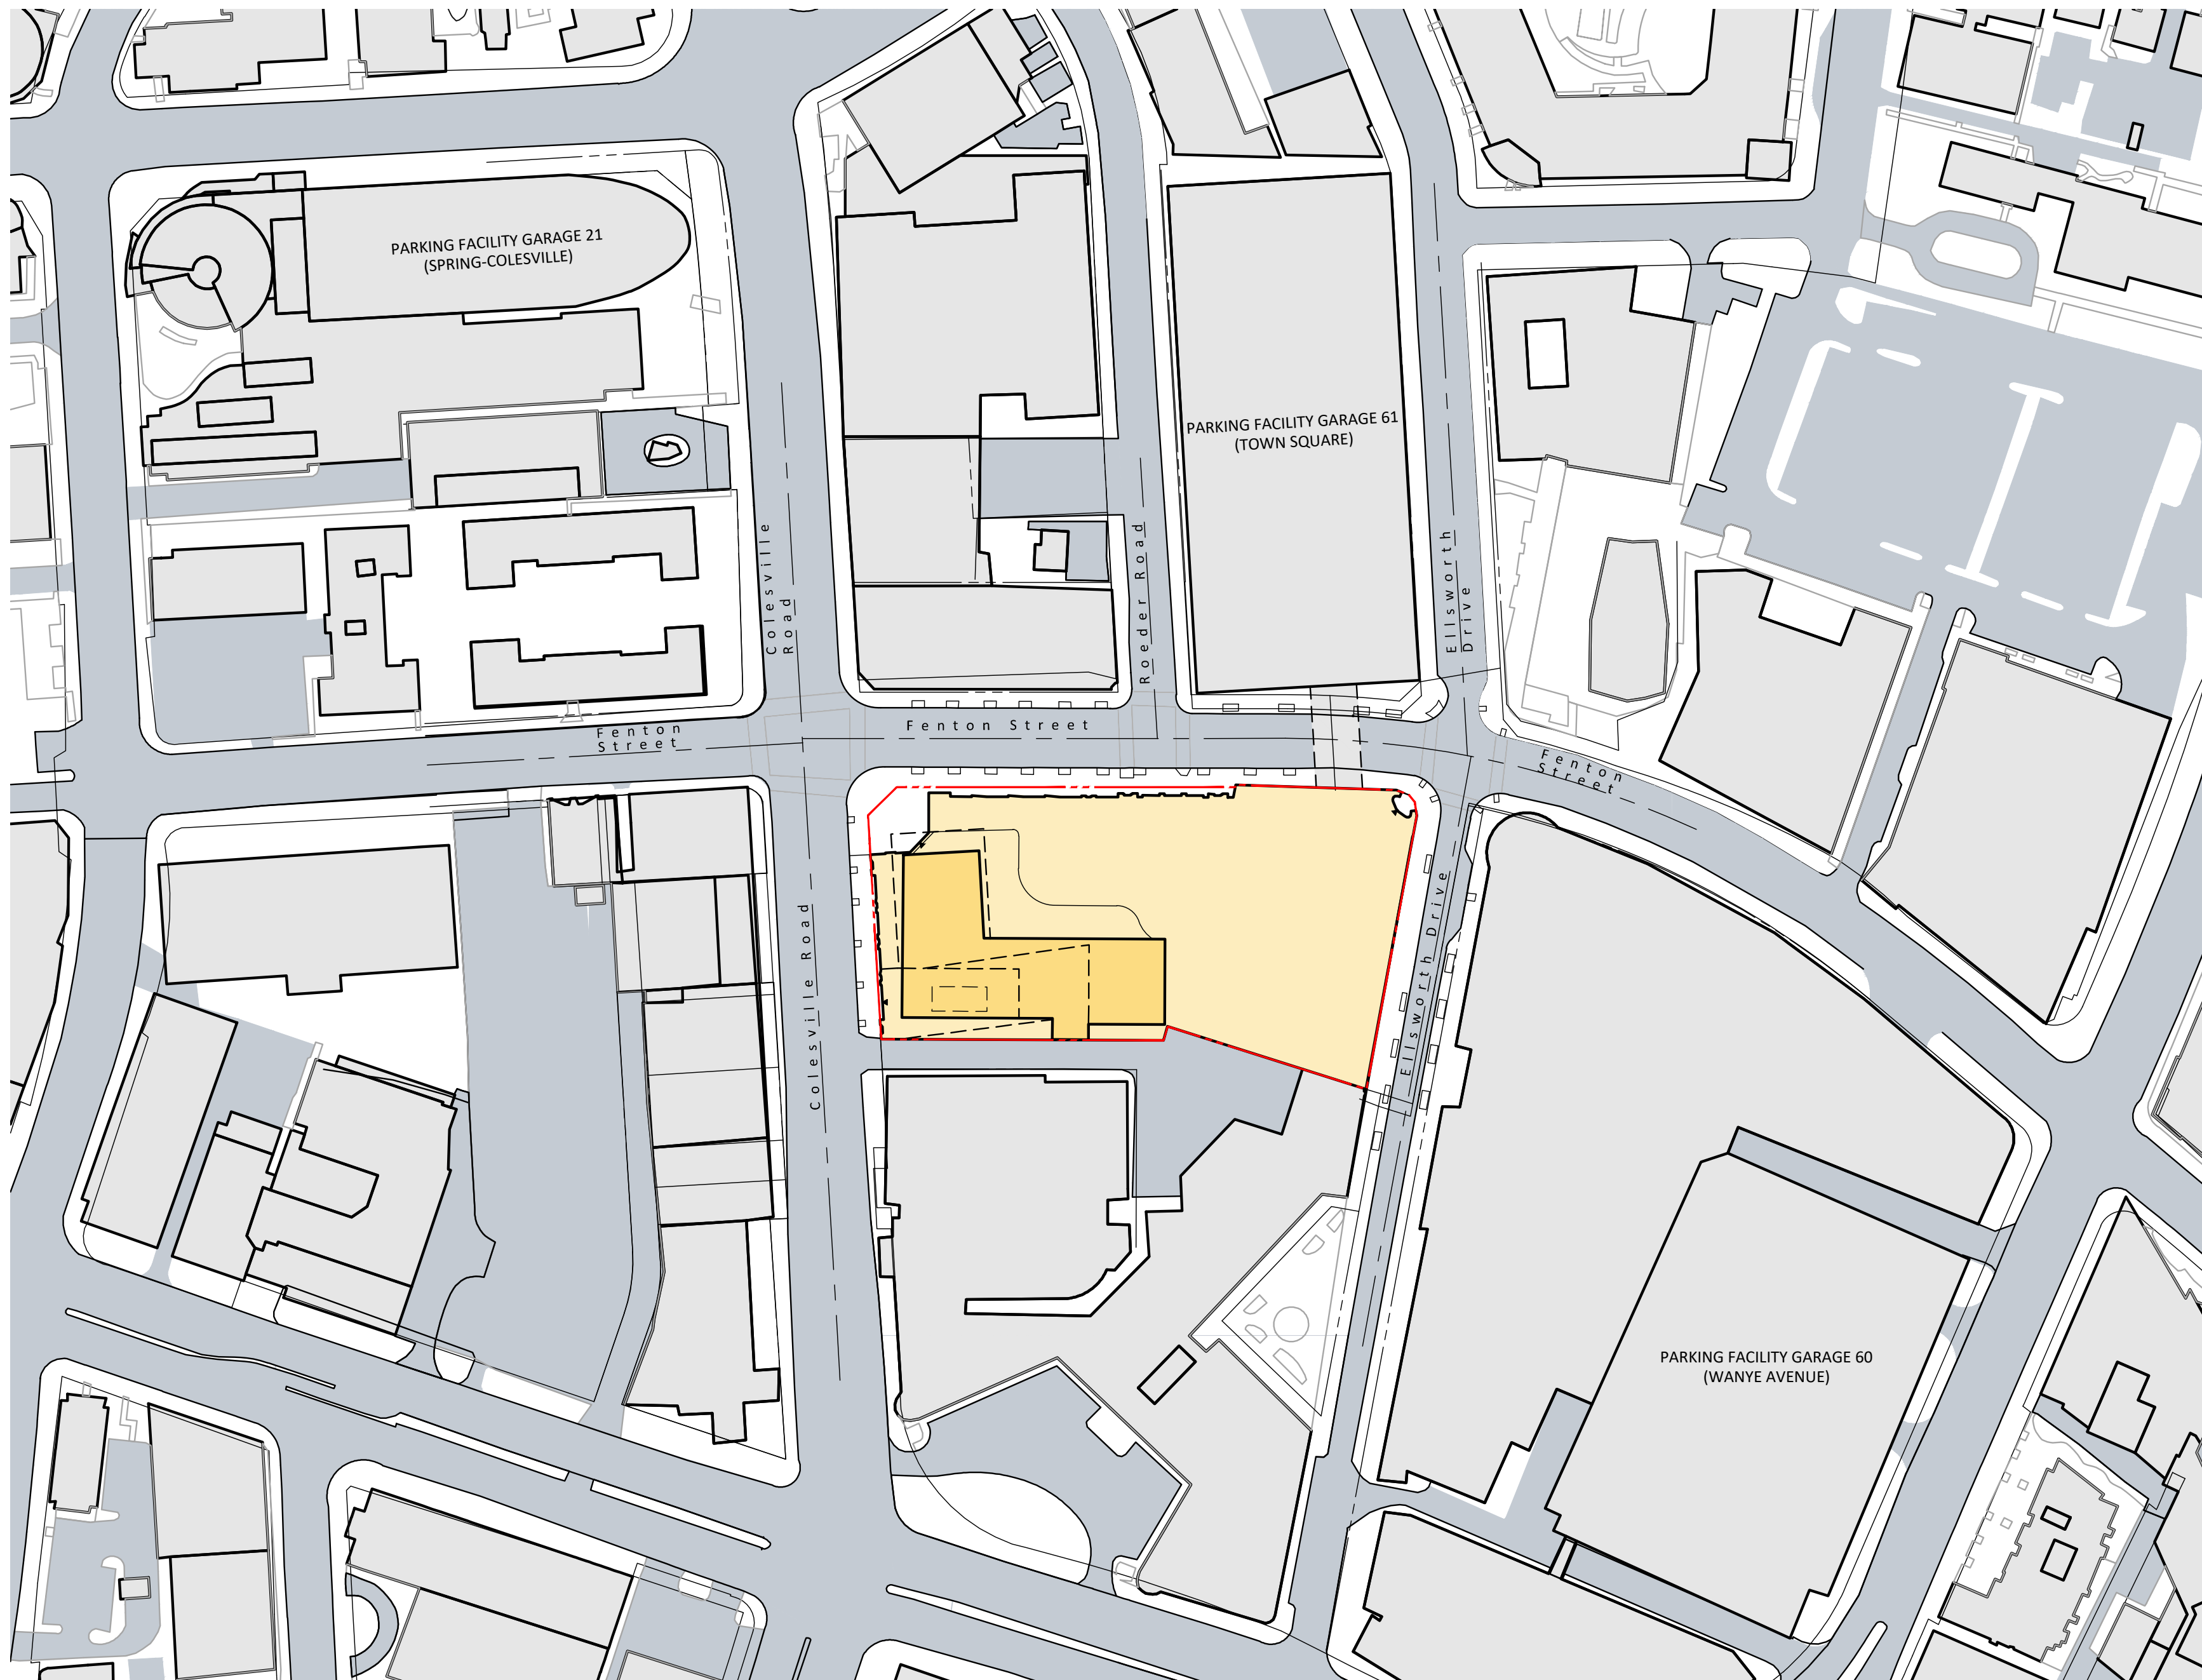 PARKING FACILITY GARAGE 21
(SPRING-COLESVILLE)
PARKING FACILITY GARAGE 61
(TOWN SQUARE)
Colesville
Road
Roeder Road
Ellsworth
Drive
Fenton
Street
Fenton Street
Fenton
Street
Colesville Road
Ellsworth Drive
PARKING FACILITY GARAGE 60
(WANYE AVENUE)